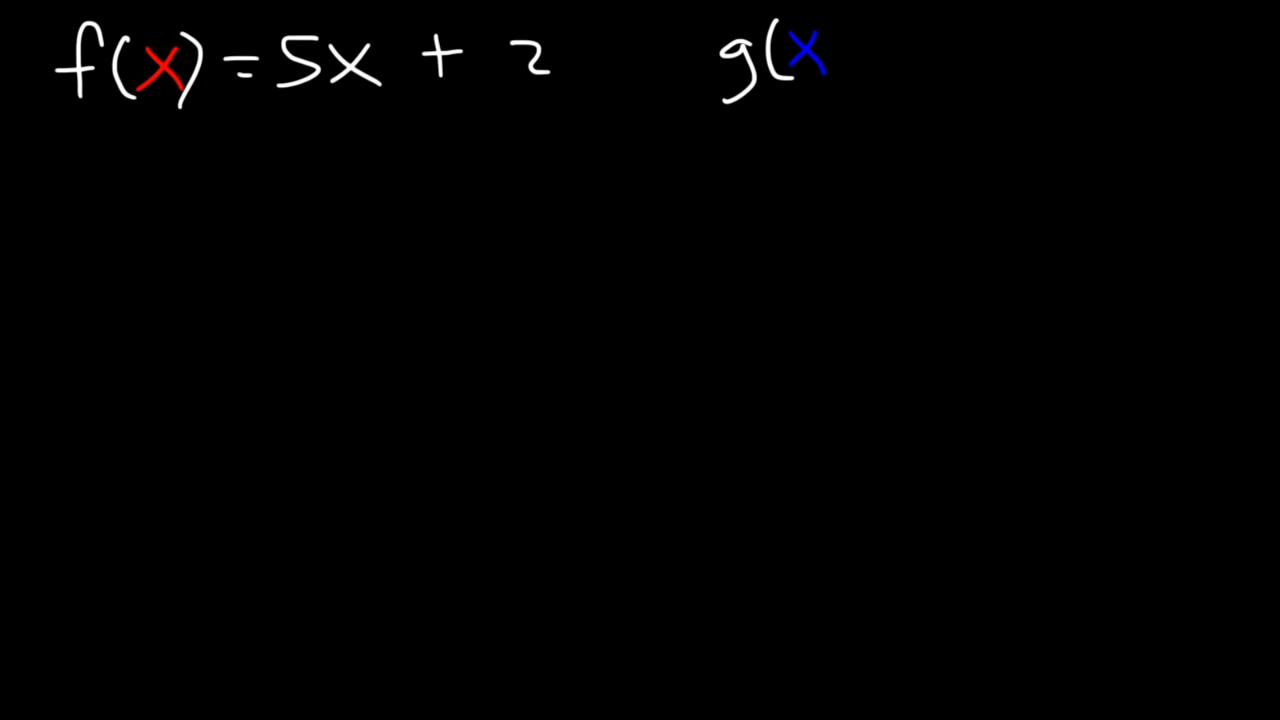 f(x) = 5x + 2 g(x